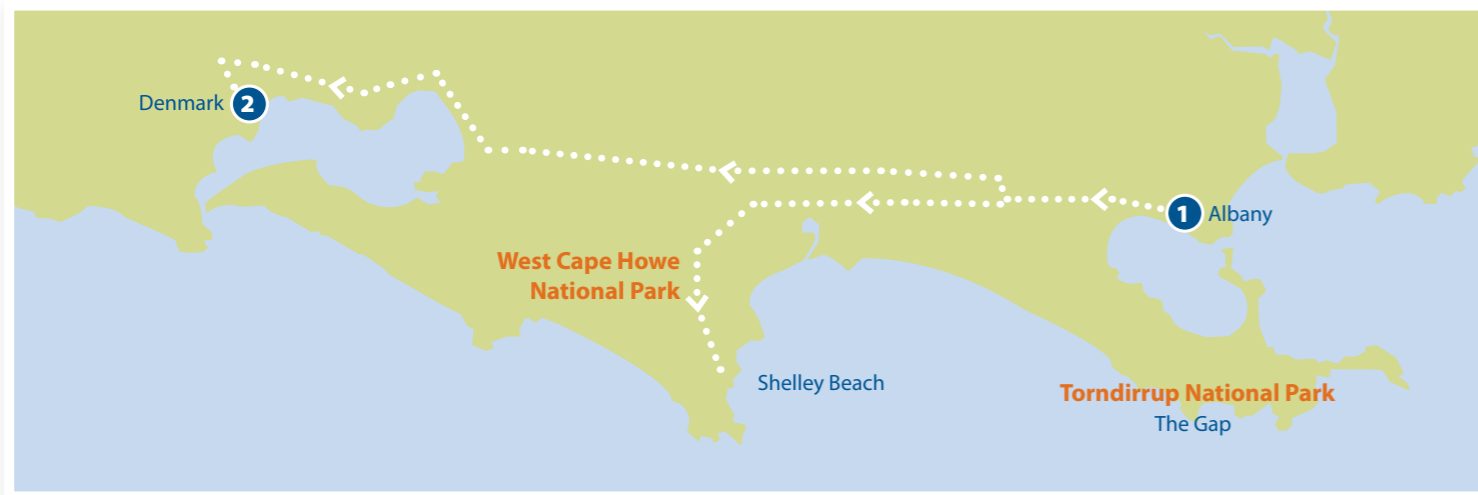 Denmark 2
1 Albany
West Cape Howe
National Park
Shelley Beach
Torndirrup National Park
The Gap